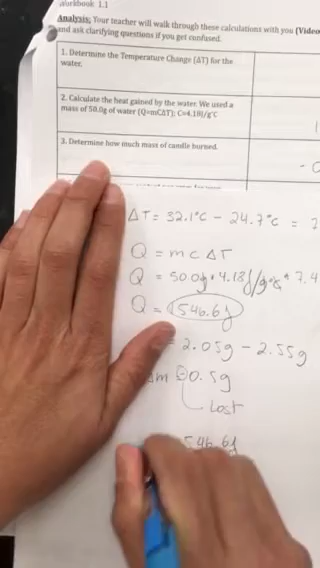 Workbook 1.1
Analysis: Your teacher will walk through these calculations with you (Video
and ask clarifying questions if you get confused.
1. Determine the Temperature Change (ΔT) for the
water.
2. Calculate the heat gained by the water. We used a
mass of 50.0g of water (Q=mCΔT); C=4.18J/g°C
3. Determine how much mass of candle burned.
ΔT = 32.1°C - 24.7°C = 7
Q = m c ΔT
Q = 50.0g · 4.18J/g°C · 7.4
Q = 1546.6J
= 2.05g - 2.55g
m = -0.5g
Lost
546.6J